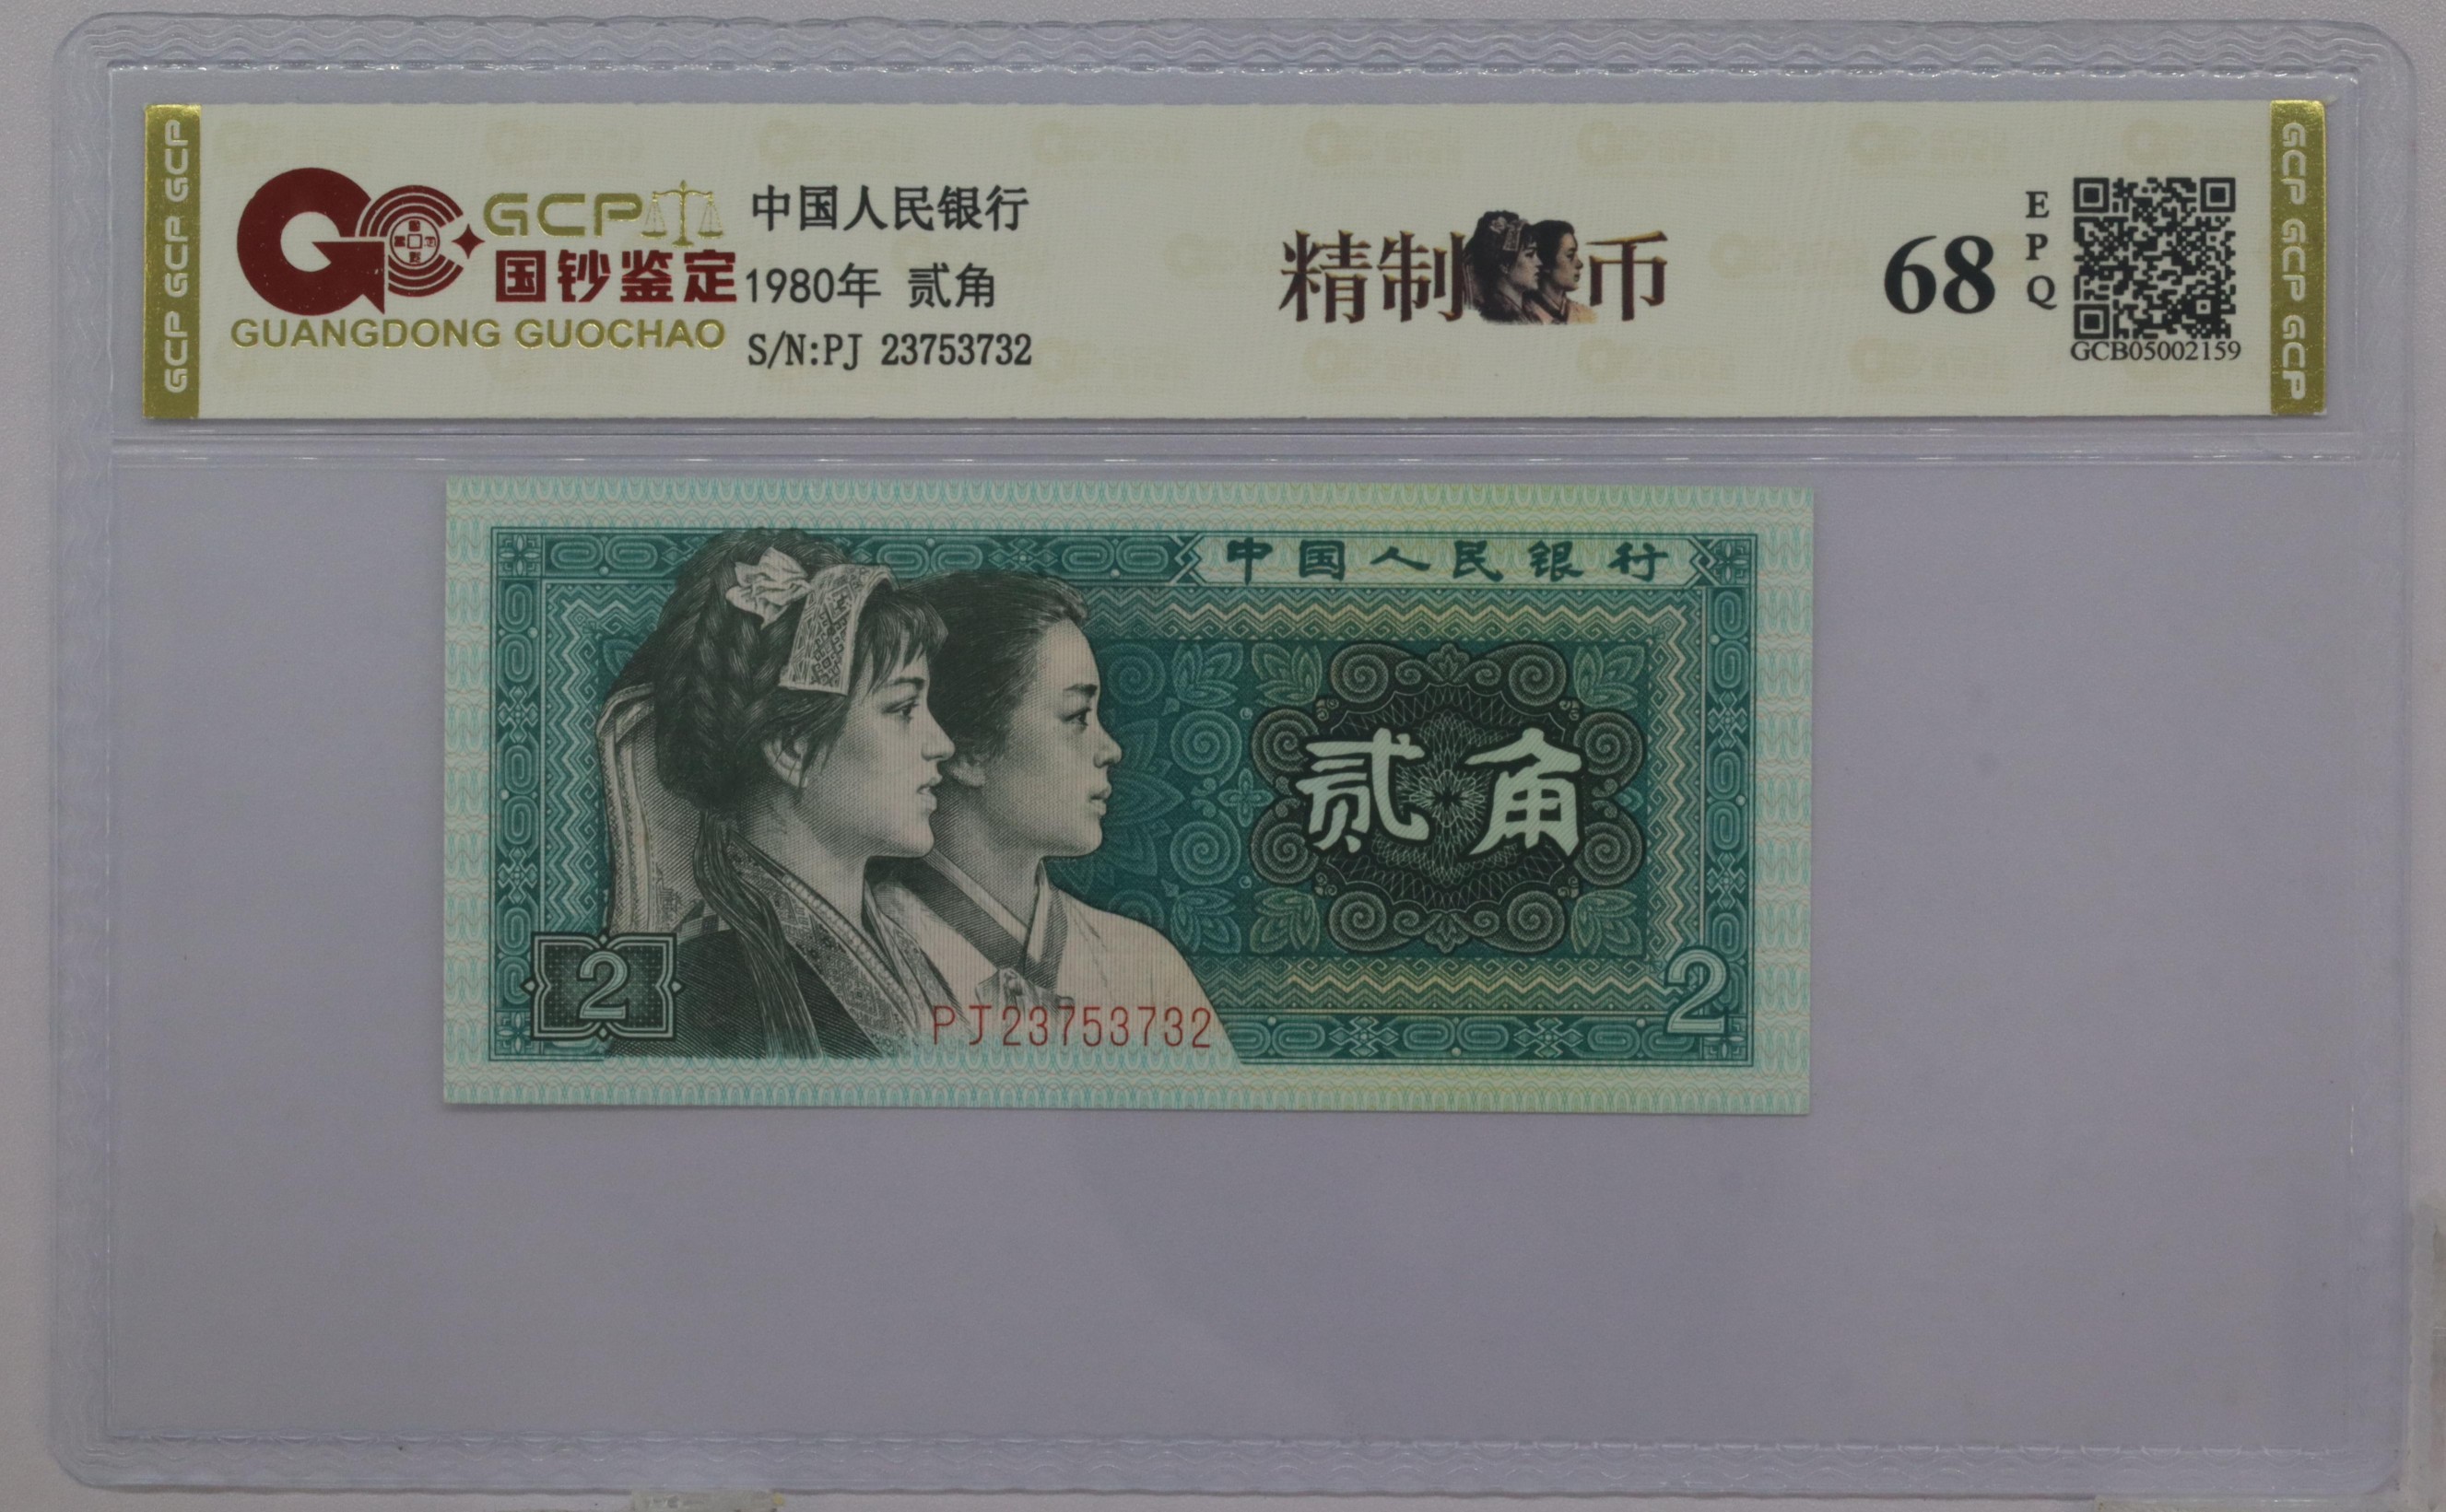 GCP GCP GCP
GCP
国钞鉴定
GUANGDONG GUOCHAO
中国人民银行
1980年 贰角
S/N:PJ 23753732
精制币
68
EPQ
GCB05002159
GCP GCP GCP
中国人民银行
贰角
2
PJ23753732
2